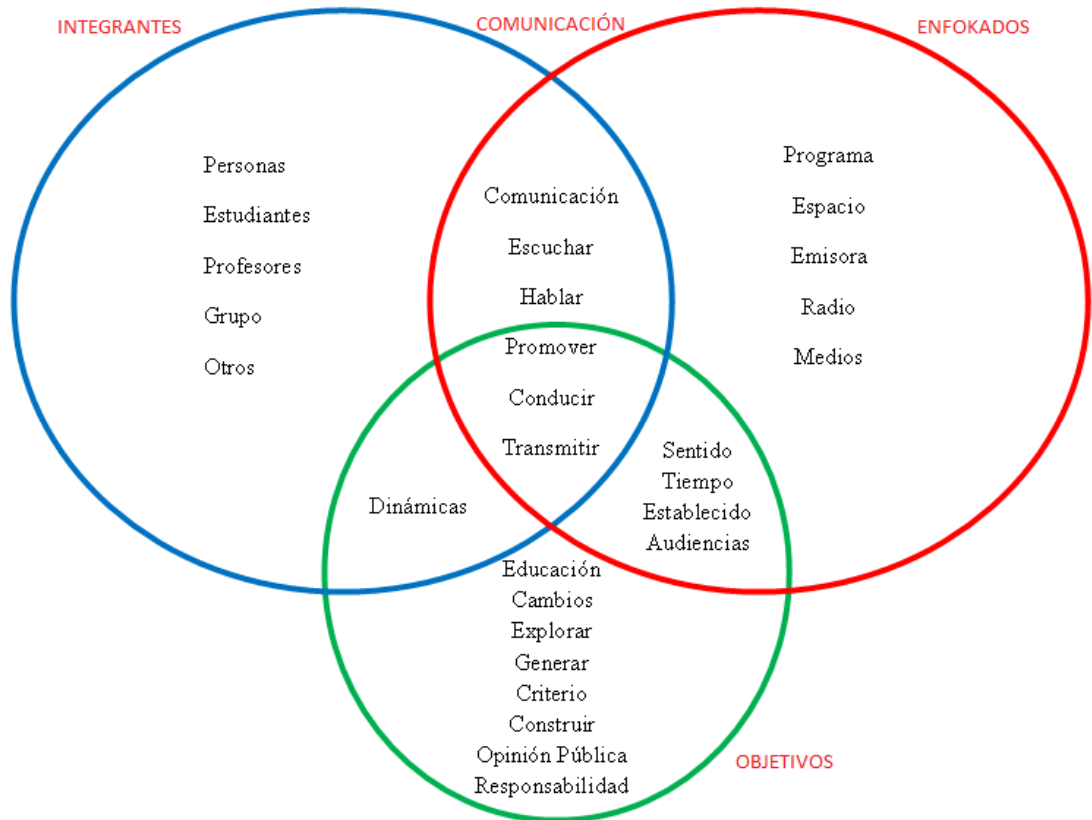 INTEGRANTES
COMUNICACIÓN
ENFOKADOS
Personas
Estudiantes
Profesores
Grupo
Otros
Comunicación
Escuchar
Hablar
Promover
Conducir
Transmitir
Programa
Espacio
Emisora
Radio
Medios
Dinámicas
Sentido
Tiempo
Establecido
Audiencias
Educación
Cambios
Explorar
Generar
Criterio
Construir
Opinión Pública
Responsabilidad
OBJETIVOS